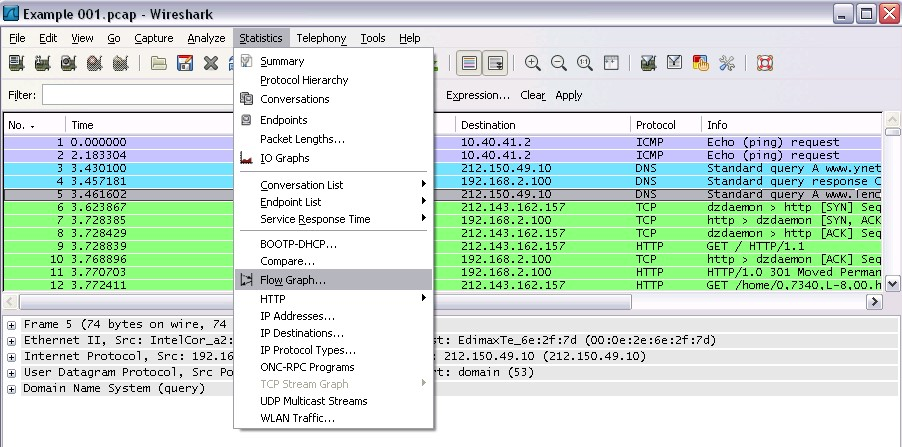 Example 001.pcap - Wireshark
File Edit View Go Capture Analyze Statistics Telephony Tools Help
Filter: Expression... Clear Apply
Summary
Protocol Hierarchy
Conversations
Endpoints
Packet Lengths...
IO Graphs
Conversation List
Endpoint List
Service Response Time
BOOTP-DHCP...
Compare...
Flow Graph...
HTTP
IP Addresses...
IP Destinations...
IP Protocol Types...
ONC-RPC Programs
TCP Stream Graph
UDP Multicast Streams
WLAN Traffic...
No. Time Destination Protocol Info
1 0.000000 10.40.41.2 ICMP Echo (ping) request
2 2.183304 10.40.41.2 ICMP Echo (ping) request
3 3.430100 212.150.49.10 DNS Standard query A www.ynet
4 3.457181 192.168.2.100 DNS Standard query response C
5 3.461602 212.150.49.10 DNS Standard query A
6 3.623867 212.143.162.157 TCP dzdaemon > http [SYN] Seq
7 3.728385 192.168.2.100 TCP http > dzdaemon [SYN, ACK
8 3.728429 212.143.162.157 TCP dzdaemon > http [ACK] Seq
9 3.728839 212.143.162.157 HTTP GET / HTTP/1.1
10 3.768896 192.168.2.100 TCP http > dzdaemon [ACK] Seq
11 3.770703 192.168.2.100 HTTP HTTP/1.0 301 Moved Perman
12 3.772411 212.143.162.157 HTTP GET /home/0,7340,L-8,00.h
Frame 5 (74 bytes on wire, 74
Ethernet II, Src: IntelCor_a2: st: EdimaxTe_6e:2f:7d (00:0e:2e:6e:2f:7d)
Internet Protocol, Src: 192.16 : 212.150.49.10 (212.150.49.10)
User Datagram Protocol, Src Po rt: domain (53)
Domain Name System (query)